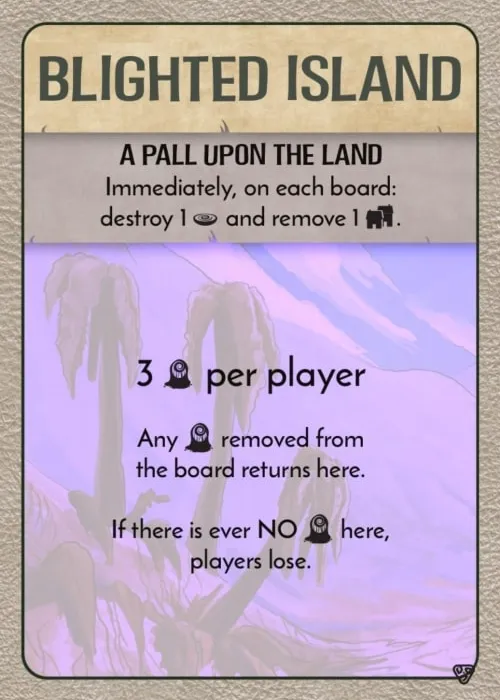 BLIGHTED ISLAND
A PALL UPON THE LAND
Immediately, on each board:
destroy 1 and remove 1 .
3 per player
Any removed from
the board returns here.
If there is ever NO here,
players lose.